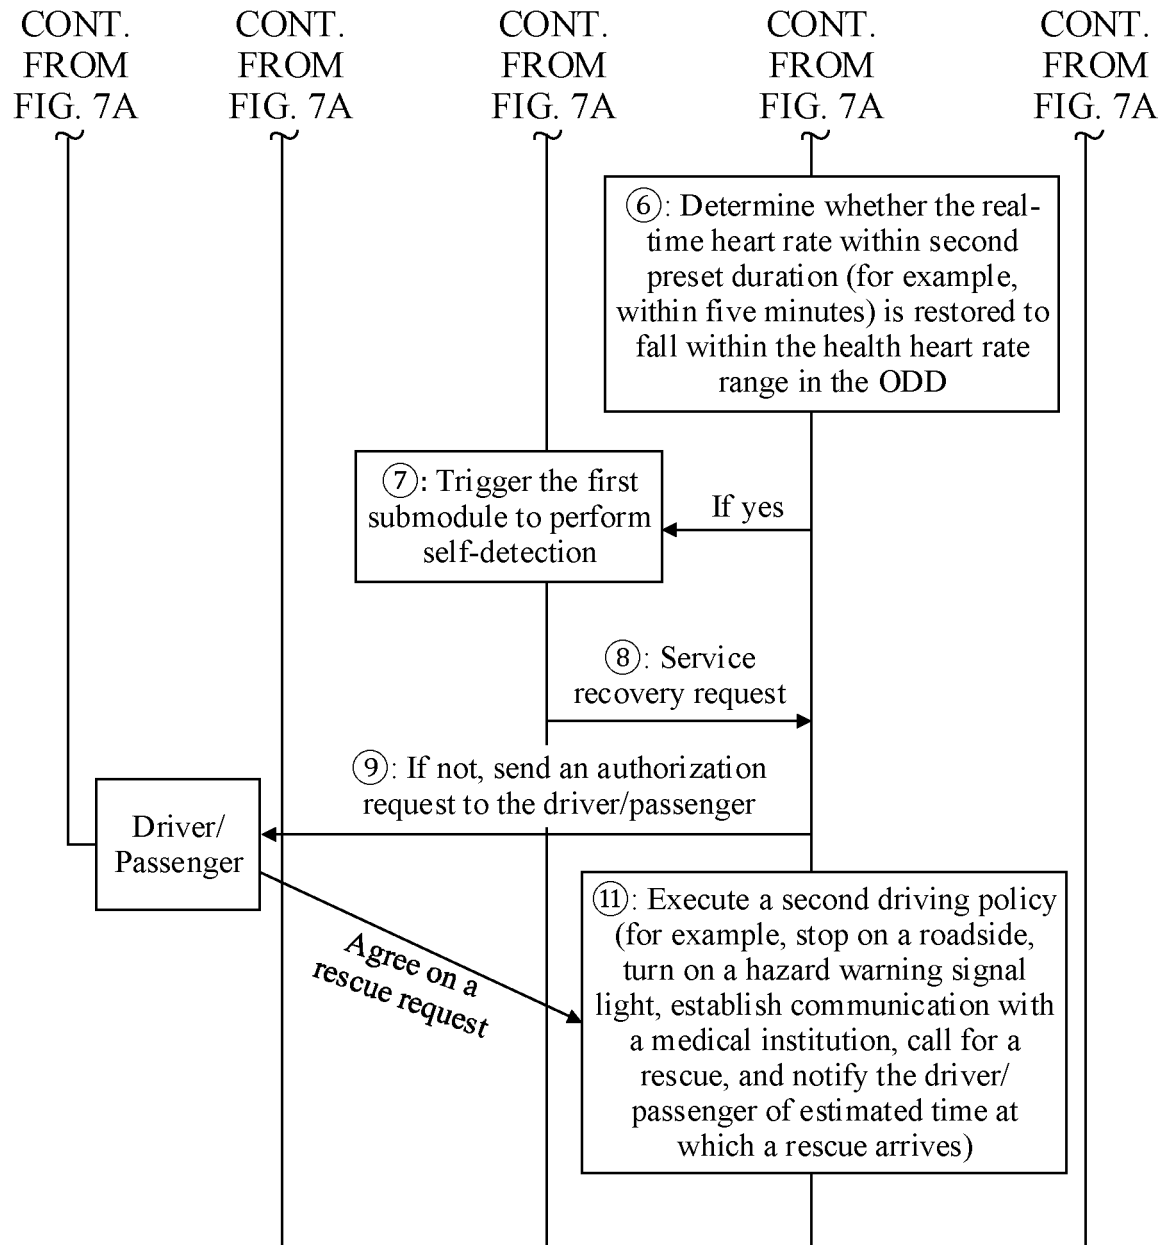 CONT.
FROM
FIG. 7A
CONT.
FROM
FIG. 7A
CONT.
FROM
FIG. 7A
CONT.
FROM
FIG. 7A
CONT.
FROM
FIG. 7A
⑥: Determine whether the real-
time heart rate within second
preset duration (for example,
within five minutes) is restored to
fall within the health heart rate
range in the ODD
⑦: Trigger the first
submodule to perform
self-detection
If yes
⑧: Service
recovery request
⑨: If not, send an authorization
request to the driver/passenger
Driver/
Passenger
Agree on a
rescue request
⑪: Execute a second driving policy
(for example, stop on a roadside,
turn on a hazard warning signal
light, establish communication with
a medical institution, call for a
rescue, and notify the driver/
passenger of estimated time at
which a rescue arrives)